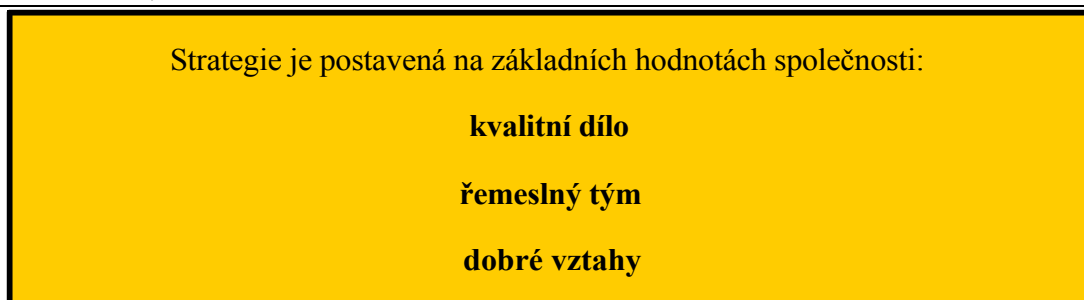 Strategie je postavená na základních hodnotách společnosti:
kvalitní dílo
řemeslný tým
dobré vztahy